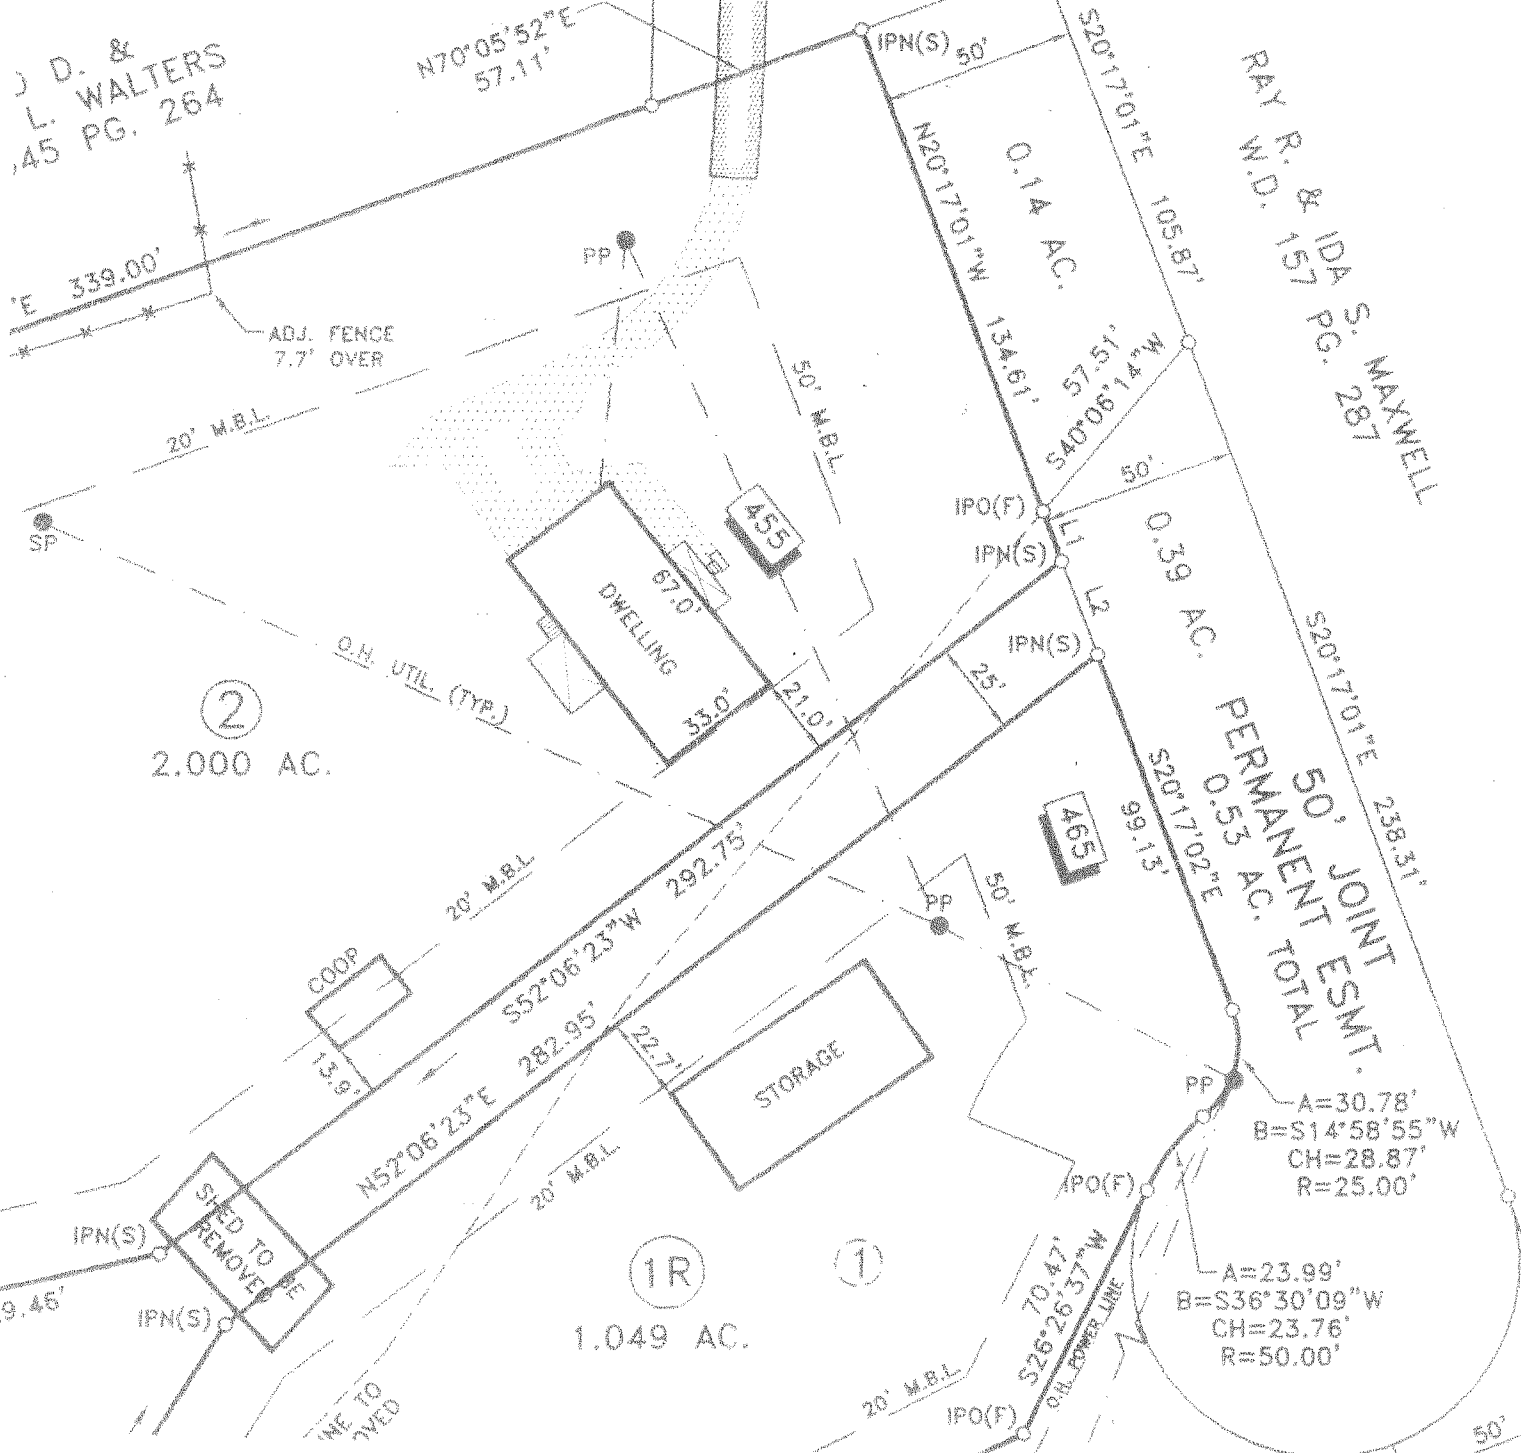 ) D. &
L. WALTERS
,45 PG. 264
N70°05'52"E
57.11'
IPN(S)
50'
S20°17'01"E 105.87'
RAY R. & IDA S. MAXWELL
W.D. 157 PG. 287
0.14 AC.
N20°17'01"W 134.61'
PP
'E 339.00'
ADJ. FENCE
7.7' OVER
20' M.B.L.
50' M.B.L.
57.51'
S40°06'14"W
50'
IPO(F)
L1
IPN(S)
L2
IPN(S)
0.39 AC.
S20°17'01"E 238.31'
SP
455
67.0'
DWELLING
33.0'
21.0'
25'
O.H. UTIL. (TYP.)
2
2.000 AC.
465
S20°17'02"E
99.13'
50' JOINT
PERMANENT ESMT.
0.53 AC. TOTAL
20' M.B.L.
292.75'
S52°06'23"W
PP
50' M.B.L.
COOP
13.9'
282.95'
N52°06'23"E
22.7'
STORAGE
PP
A=30.78'
B=S14°58'55"W
CH=28.87'
R=25.00'
20' M.B.L.
IPO(F)
SHED TO BE
REMOVED
IPN(S)
9.46'
IPN(S)
1R
1.049 AC.
1
70.47'
S26°26'37"W
O.H. POWER LINE
A=23.99'
B=S36°30'09"W
CH=23.76'
R=50.00'
20' M.B.L.
IPO(F)
NE TO
OVED
50'